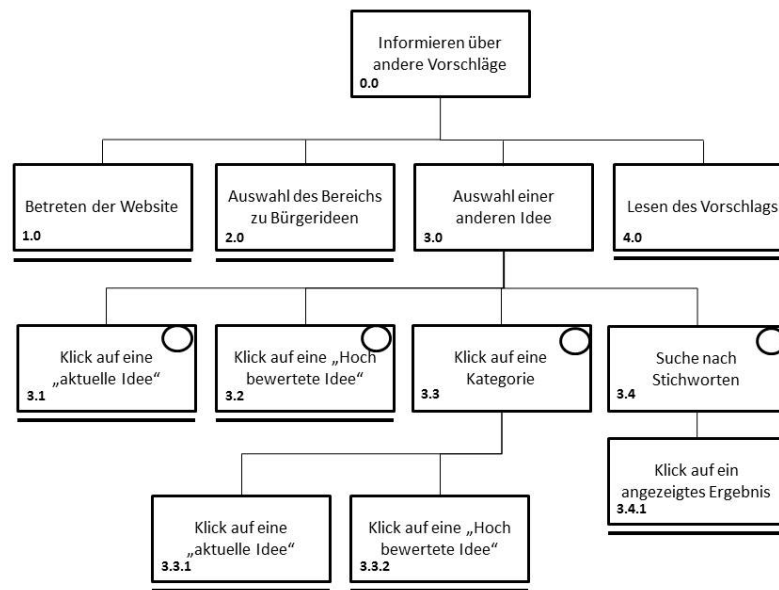 Informieren über
andere Vorschläge
0.0
Betreten der Website
1.0
Auswahl des Bereichs
zu Bürgerideen
2.0
Auswahl einer
anderen Idee
3.0
Lesen des Vorschlags
4.0
Klick auf eine
„aktuelle Idee“
3.1
Klick auf eine „Hoch
bewertete Idee“
3.2
Klick auf eine
Kategorie
3.3
Suche nach
Stichworten
3.4
Klick auf eine
„aktuelle Idee“
3.3.1
Klick auf eine „Hoch
bewertete Idee“
3.3.2
Klick auf ein
angezeigtes Ergebnis
3.4.1